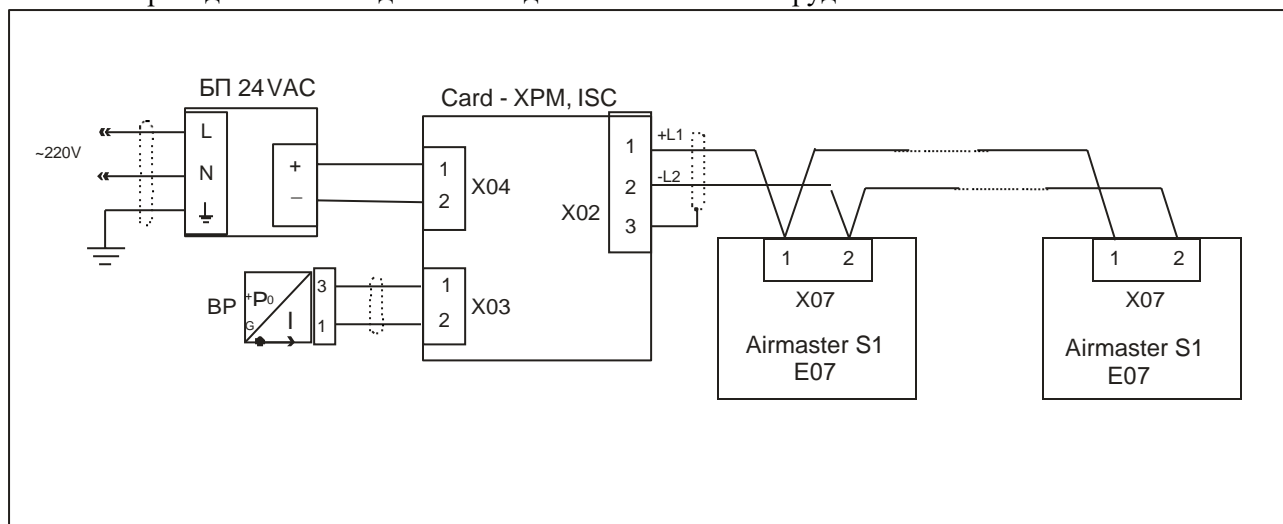 БП 24VAC
L
N
~220V
+
–
Card - XPM, ISC
1
2
X04
1
2
3
X02
+L1
-L2
BP
+P0
G
I
3
1
1
2
X03
1 2
X07
Airmaster S1
E07
1 2
X07
Airmaster S1
E07